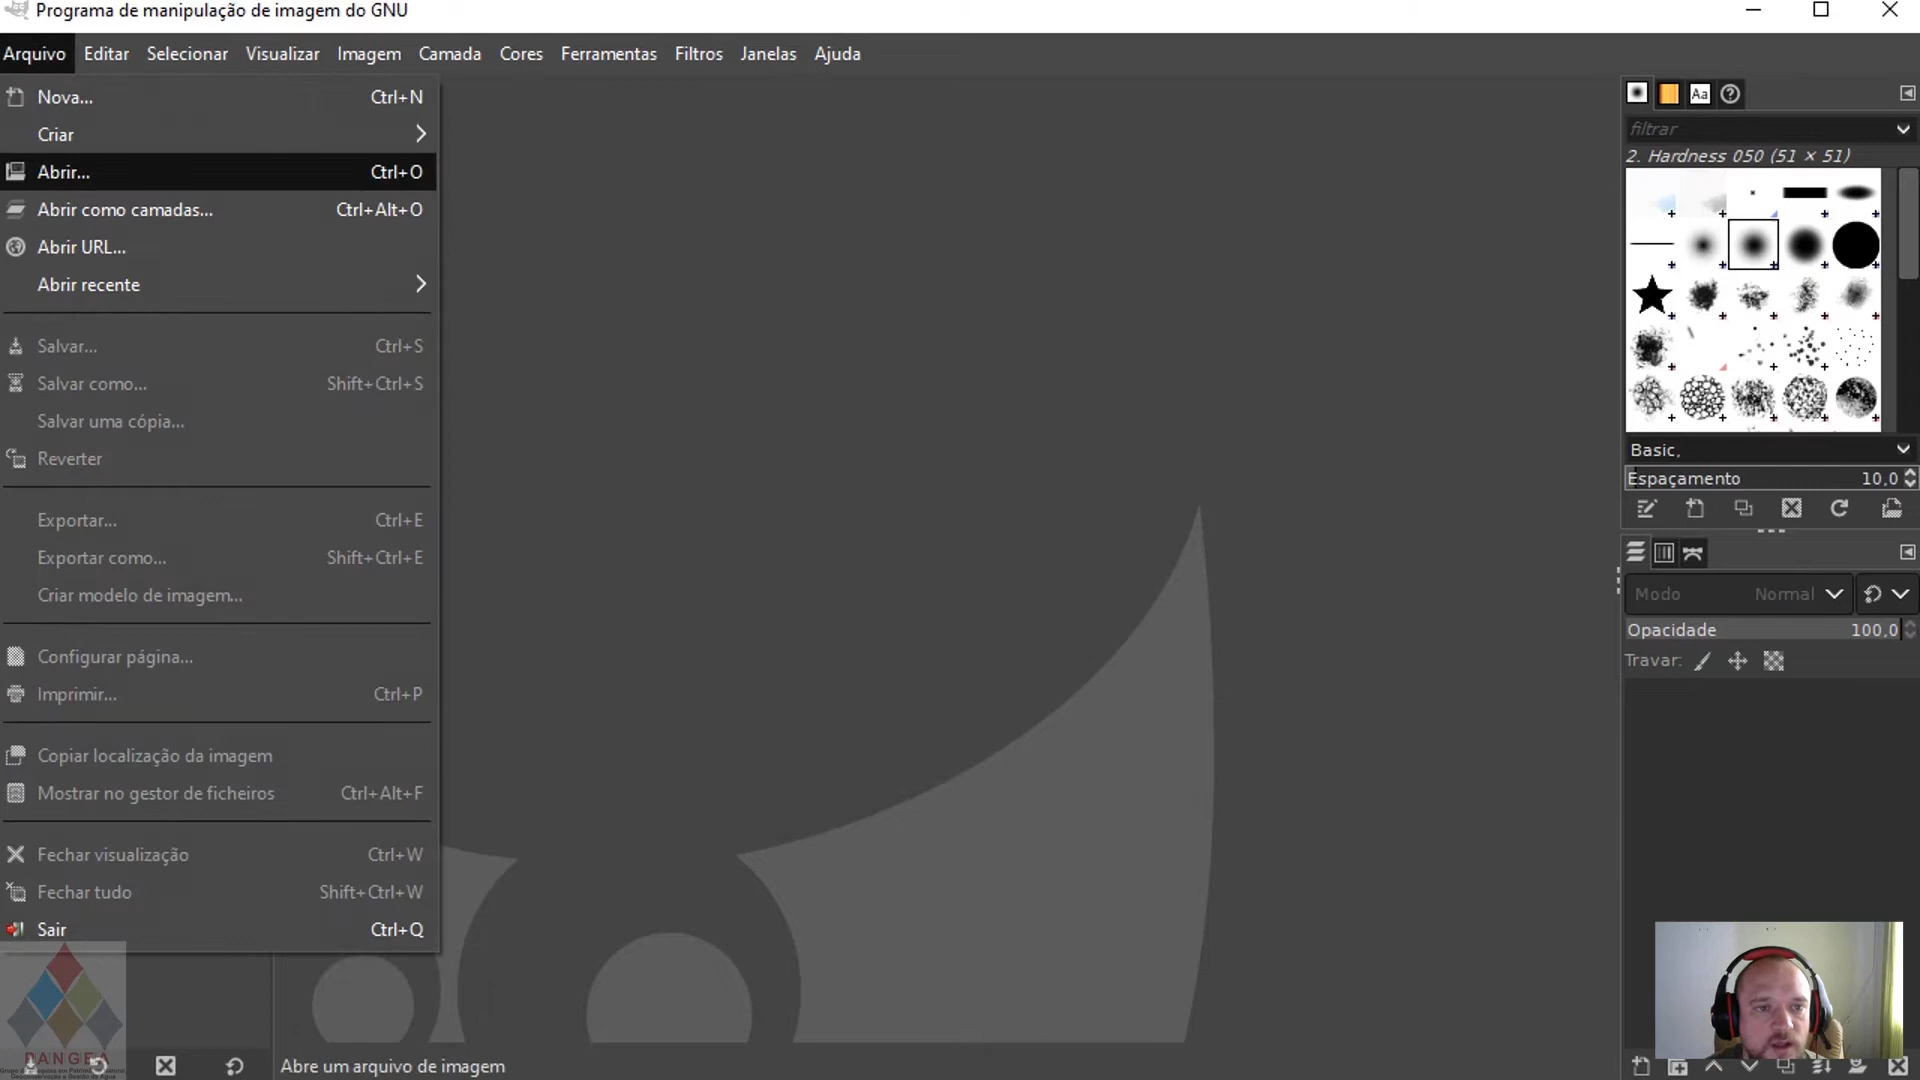 Programa de manipulação de imagem do GNU
Arquivo Editar Selecionar Visualizar Imagem Camada Cores Ferramentas Filtros Janelas Ajuda
Nova... Ctrl+N
Criar
Abrir... Ctrl+O
Abrir como camadas... Ctrl+Alt+O
Abrir URL...
Abrir recente
Salvar... Ctrl+S
Salvar como... Shift+Ctrl+S
Salvar uma cópia...
Reverter
Exportar... Ctrl+E
Exportar como... Shift+Ctrl+E
Criar modelo de imagem...
Configurar página...
Imprimir... Ctrl+P
Copiar localização da imagem
Mostrar no gestor de ficheiros Ctrl+Alt+F
Fechar visualização Ctrl+W
Fechar tudo Shift+Ctrl+W
Sair Ctrl+Q
PANGEA
Abre um arquivo de imagem
Aa
filtrar
2. Hardness 050 (51 × 51)
Basic,
Espaçamento 10,0
Modo Normal
Opacidade 100,0
Travar: